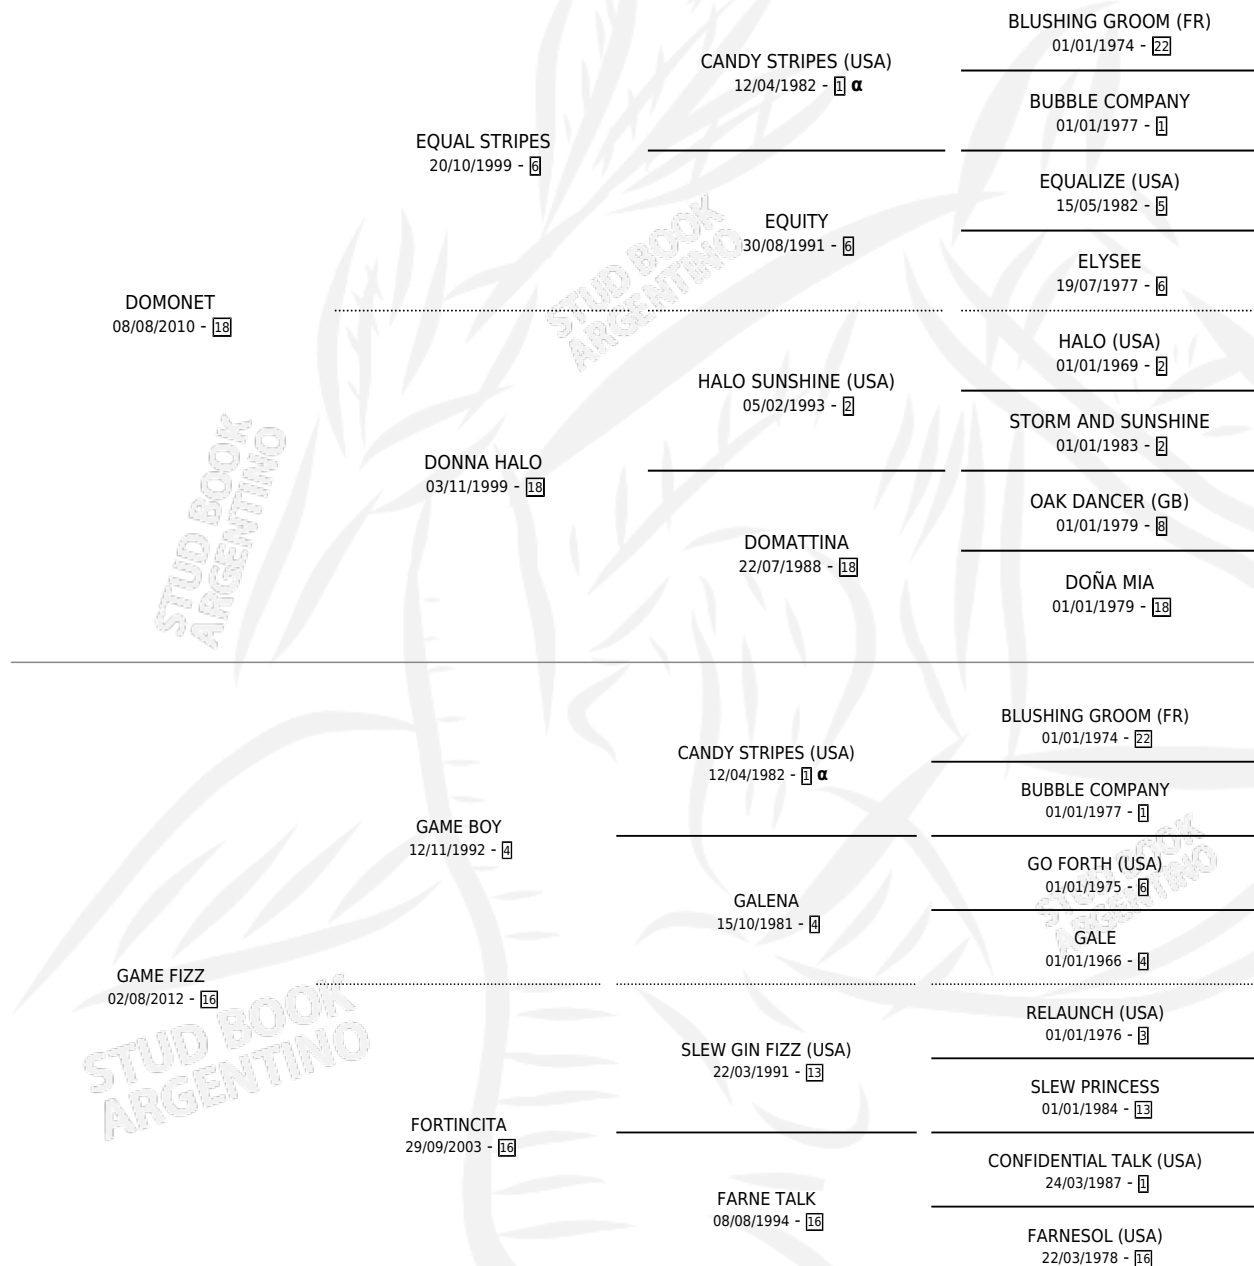 BLUSHING GROOM (FR)
01/01/1974 - 22
CANDY STRIPES (USA)
12/04/1982 - 1 α
BUBBLE COMPANY
01/01/1977 - 1
EQUAL STRIPES
20/10/1999 - 6
EQUALIZE (USA)
15/05/1982 - 5
EQUITY
30/08/1991 - 6
ELYSEE
19/07/1977 - 6
DOMONET
08/08/2010 - 18
HALO (USA)
01/01/1969 - 2
HALO SUNSHINE (USA)
05/02/1993 - 2
STORM AND SUNSHINE
01/01/1983 - 2
DONNA HALO
03/11/1999 - 18
OAK DANCER (GB)
01/01/1979 - 8
DOMATTINA
22/07/1988 - 18
DOÑA MIA
01/01/1979 - 18
BLUSHING GROOM (FR)
01/01/1974 - 22
CANDY STRIPES (USA)
12/04/1982 - 1 α
BUBBLE COMPANY
01/01/1977 - 1
GAME BOY
12/11/1992 - 4
GO FORTH (USA)
01/01/1975 - 6
GALENA
15/10/1981 - 4
GALE
01/01/1966 - 4
GAME FIZZ
02/08/2012 - 16
RELAUNCH (USA)
01/01/1976 - 3
SLEW GIN FIZZ (USA)
22/03/1991 - 13
SLEW PRINCESS
01/01/1984 - 13
FORTINCITA
29/09/2003 - 16
CONFIDENTIAL TALK (USA)
24/03/1987 - 1
FARNE TALK
08/08/1994 - 16
FARNESOL (USA)
22/03/1978 - 16
STUD BOOK
ARGENTINO
STUD BOOK
ARGENTINO
STUD BOOK
ARGENTINO
STUD BOOK
ARGENTINO